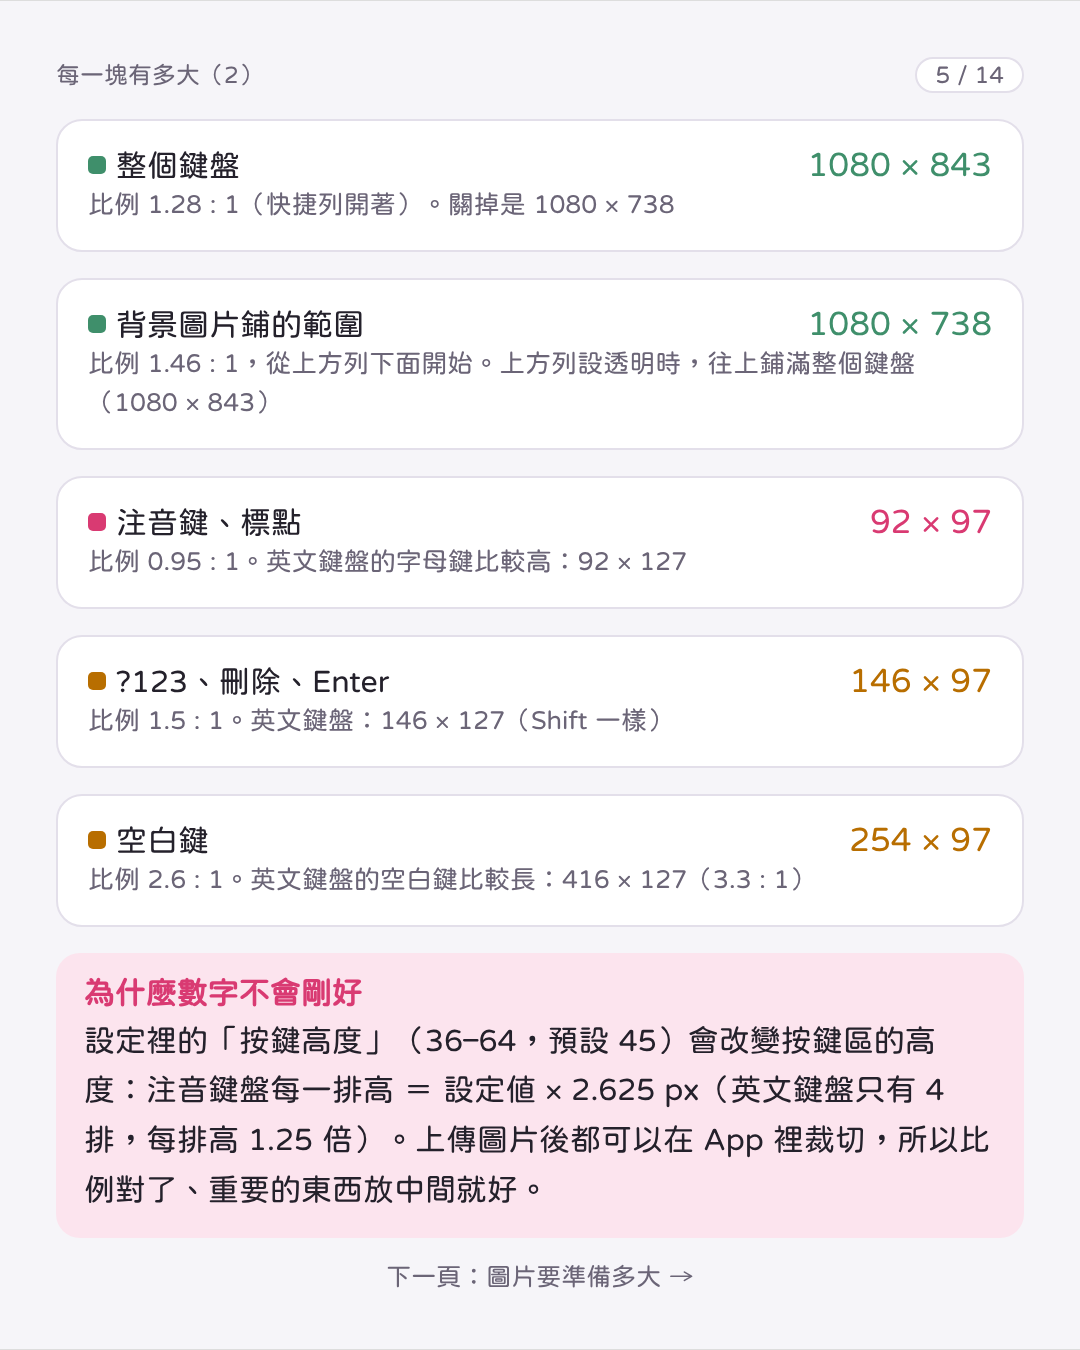 每一塊有多大（2）
5 / 14
整個鍵盤
1080 × 843
比例 1.28 : 1（快捷列開著）。關掉是 1080 × 738
背景圖片鋪的範圍
1080 × 738
比例 1.46 : 1，從上方列下面開始。上方列設透明時，往上鋪滿整個鍵盤
（1080 × 843）
注音鍵、標點
92 × 97
比例 0.95 : 1。英文鍵盤的字母鍵比較高：92 × 127
?123、刪除、Enter
146 × 97
比例 1.5 : 1。英文鍵盤：146 × 127（Shift 一樣）
空白鍵
254 × 97
比例 2.6 : 1。英文鍵盤的空白鍵比較長：416 × 127（3.3 : 1）
為什麼數字不會剛好
設定裡的「按鍵高度」（36–64，預設 45）會改變按鍵區的高
度：注音鍵盤每一排高 ＝ 設定值 × 2.625 px（英文鍵盤只有 4
排，每排高 1.25 倍）。上傳圖片後都可以在 App 裡裁切，所以比
例對了、重要的東西放中間就好。
下一頁：圖片要準備多大 →